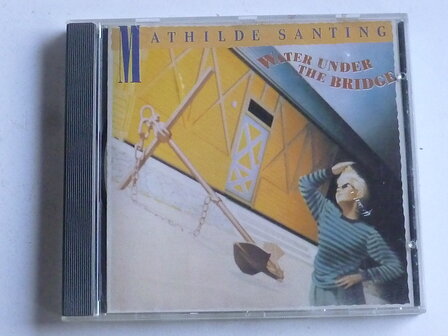 MATHILDE SANTING
WATER UNDER
THE BRIDGE